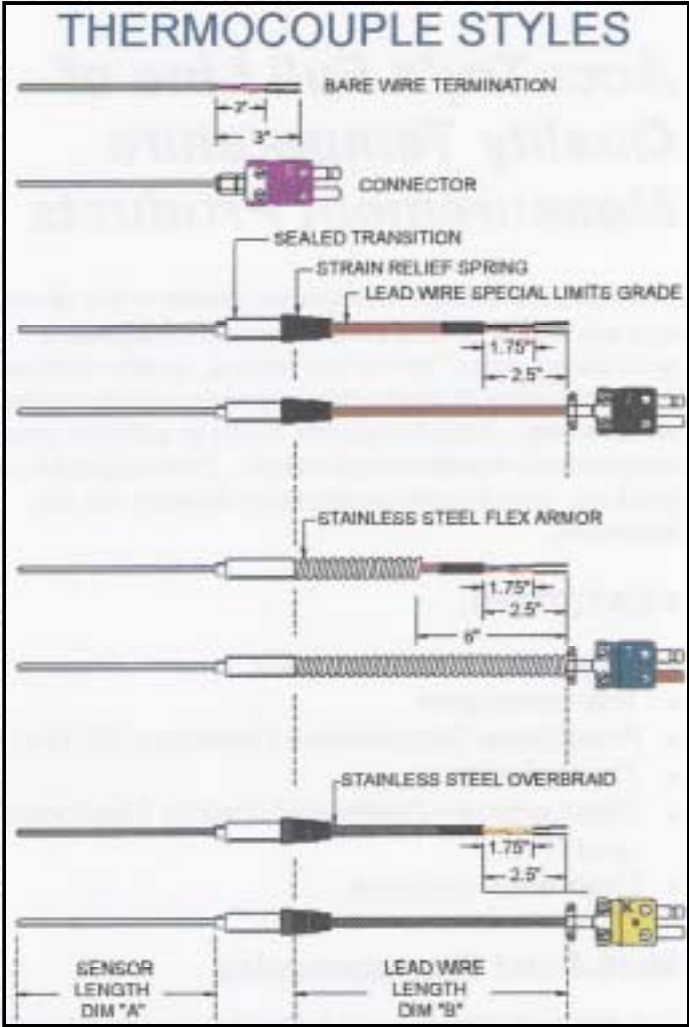 THERMOCOUPLE STYLES
BARE WIRE TERMINATION
2"
3"
CONNECTOR
SEALED TRANSITION
STRAIN RELIEF SPRING
LEAD WIRE SPECIAL LIMITS GRADE
1.75"
2.5"
STAINLESS STEEL FLEX ARMOR
1.75"
2.5"
6"
STAINLESS STEEL OVERBRAID
1.75"
2.5"
SENSOR
LENGTH
DIM "A"
LEAD WIRE
LENGTH
DIM "B"